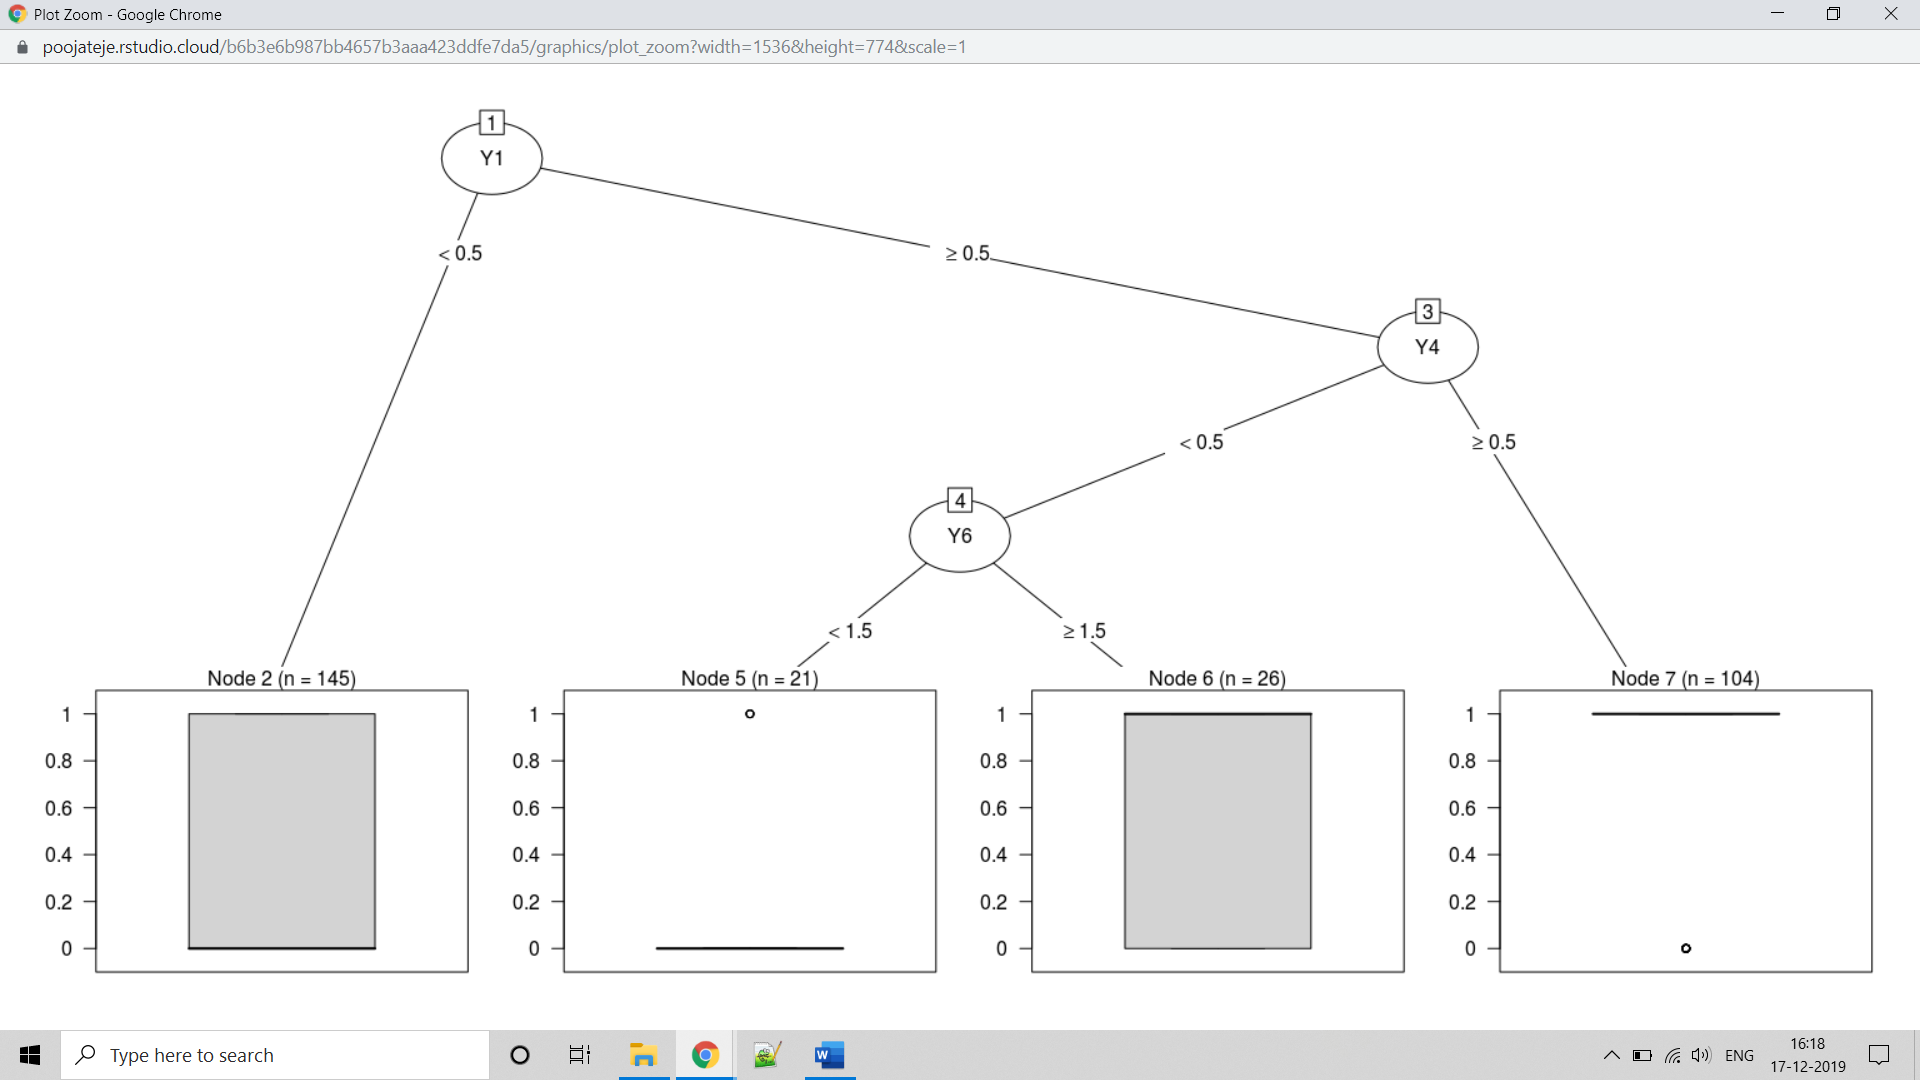 Plot Zoom - Google Chrome
poojateje.rstudio.cloud/b6b3e6b987bb4657b3aaa423ddfe7da5/graphics/plot_zoom?width=1536&height=774&scale=1
1
Y1
< 0.5
≥ 0.5
3
Y4
< 0.5
≥ 0.5
4
Y6
< 1.5
≥ 1.5
Node 2 (n = 145)
1
0.8
0.6
0.4
0.2
0
Node 5 (n = 21)
1
0.8
0.6
0.4
0.2
0
Node 6 (n = 26)
1
0.8
0.6
0.4
0.2
0
Node 7 (n = 104)
1
0.8
0.6
0.4
0.2
0
Type here to search
W
ENG
16:18
17-12-2019